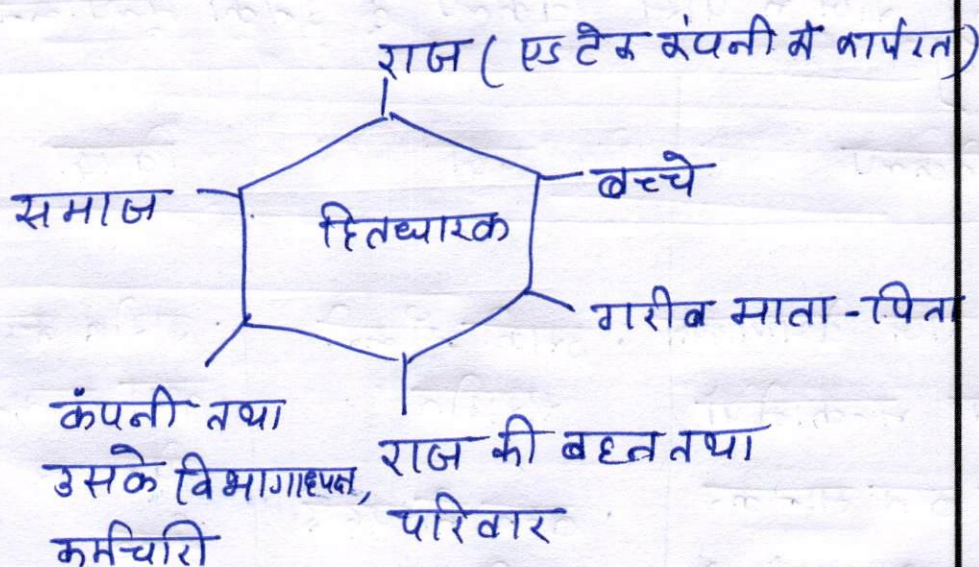 राज ( एड टेक कंपनी में कार्यरत)
समाज
बच्चे
हितधारक
गरीब माता-पिता
कंपनी तथा
उसके विभागाध्यक्ष,
कर्मचारी
राज की बहन तथा
परिवार